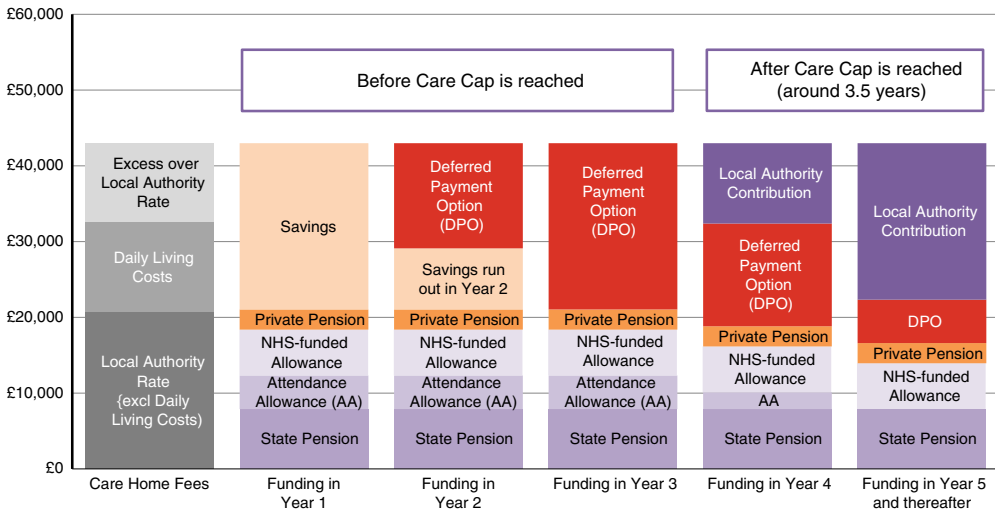 £60,000
£50,000
£40,000
£30,000
£20,000
£10,000
£0
Before Care Cap is reached
After Care Cap is reached
(around 3.5 years)
Excess over
Local Authority
Rate
Daily Living
Costs
Local Authority
Rate
{excl Daily
Living Costs)
Care Home Fees
Savings
Private Pension
NHS-funded
Allowance
Attendance
Allowance (AA)
State Pension
Funding in
Year 1
Deferred
Payment
Option
(DPO)
Savings run
out in Year 2
Private Pension
NHS-funded
Allowance
Attendance
Allowance (AA)
State Pension
Funding in
Year 2
Deferred
Payment
Option
(DPO)
Private Pension
NHS-funded
Allowance
Attendance
Allowance (AA)
State Pension
Funding in Year 3
Local Authority
Contribution
Deferred
Payment
Option
(DPO)
Private Pension
NHS-funded
Allowance
AA
State Pension
Funding in Year 4
Local Authority
Contribution
DPO
Private Pension
NHS-funded
Allowance
State Pension
Funding in Year 5
and thereafter